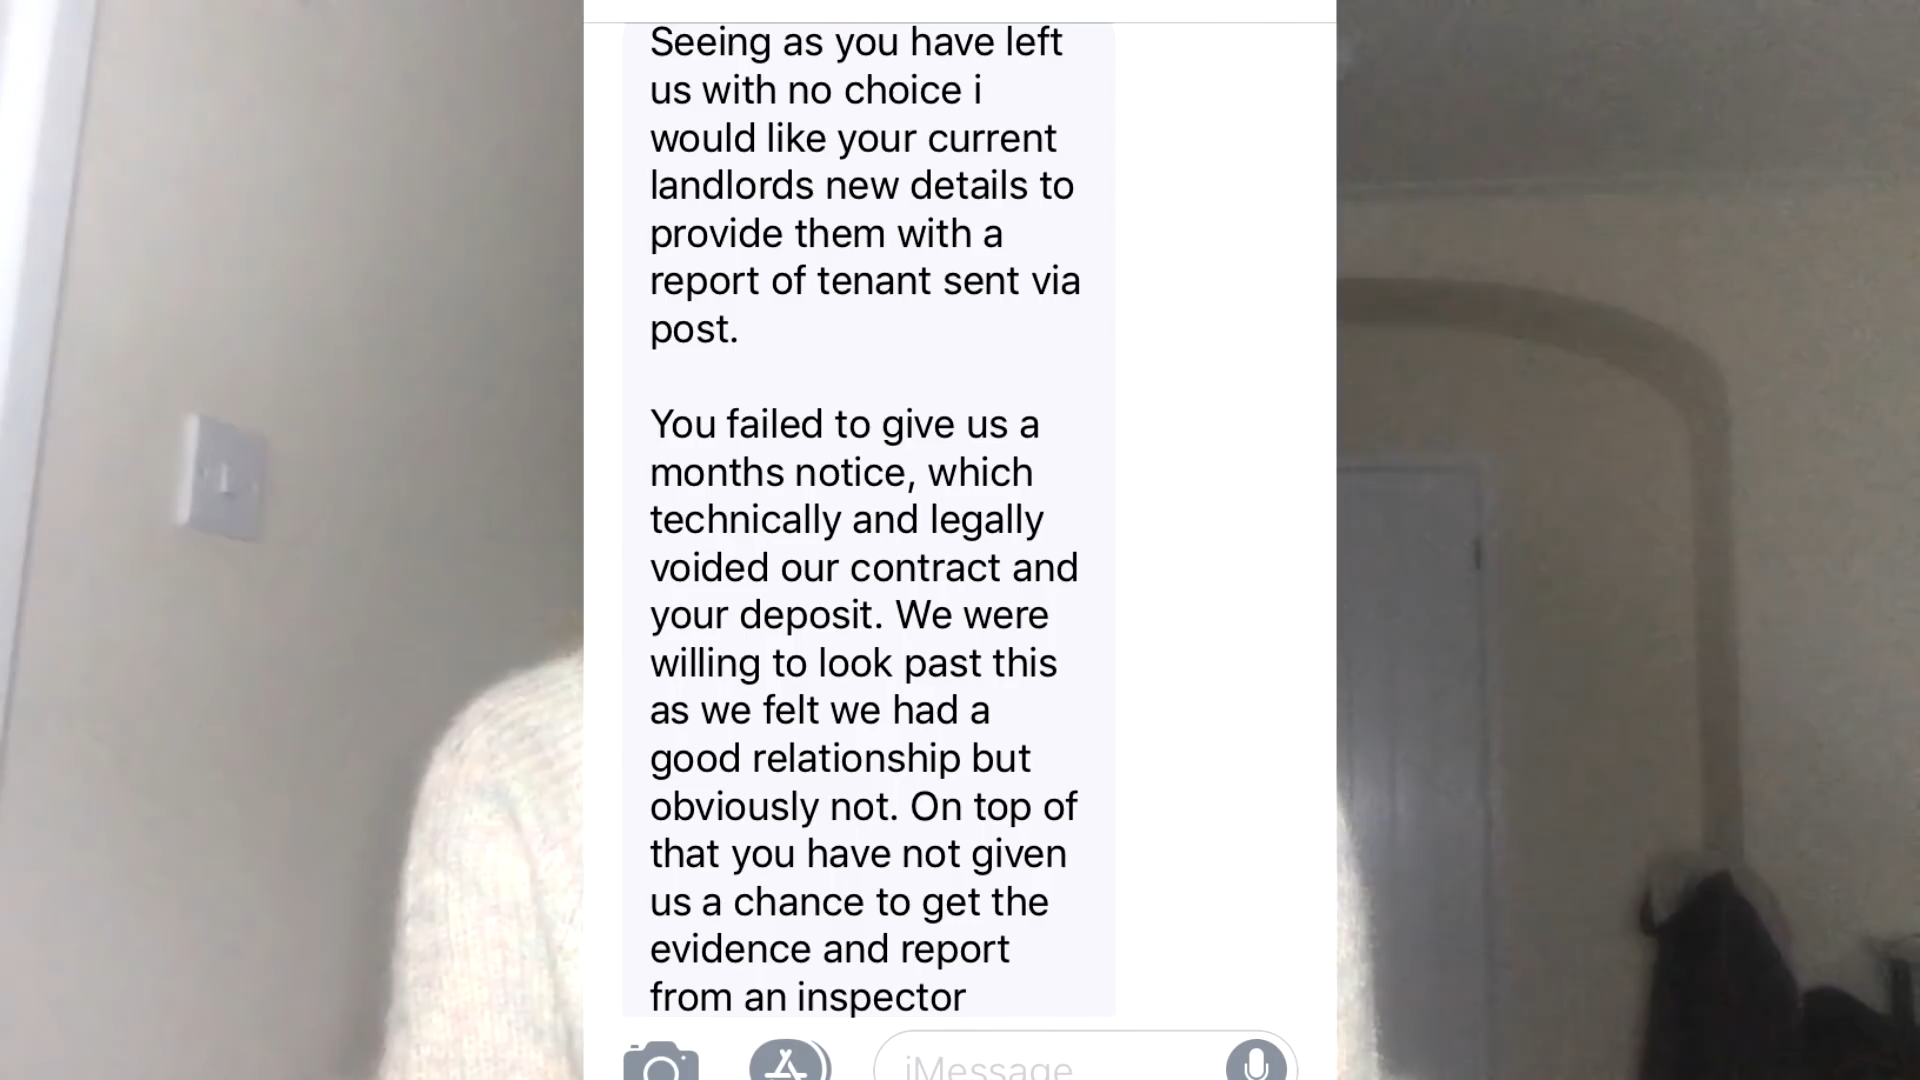 Seeing as you have left
us with no choice i
would like your current
landlords new details to
provide them with a
report of tenant sent via
post.
You failed to give us a
months notice, which
technically and legally
voided our contract and
your deposit. We were
willing to look past this
as we felt we had a
good relationship but
obviously not. On top of
that you have not given
us a chance to get the
evidence and report
from an inspector
iMessage